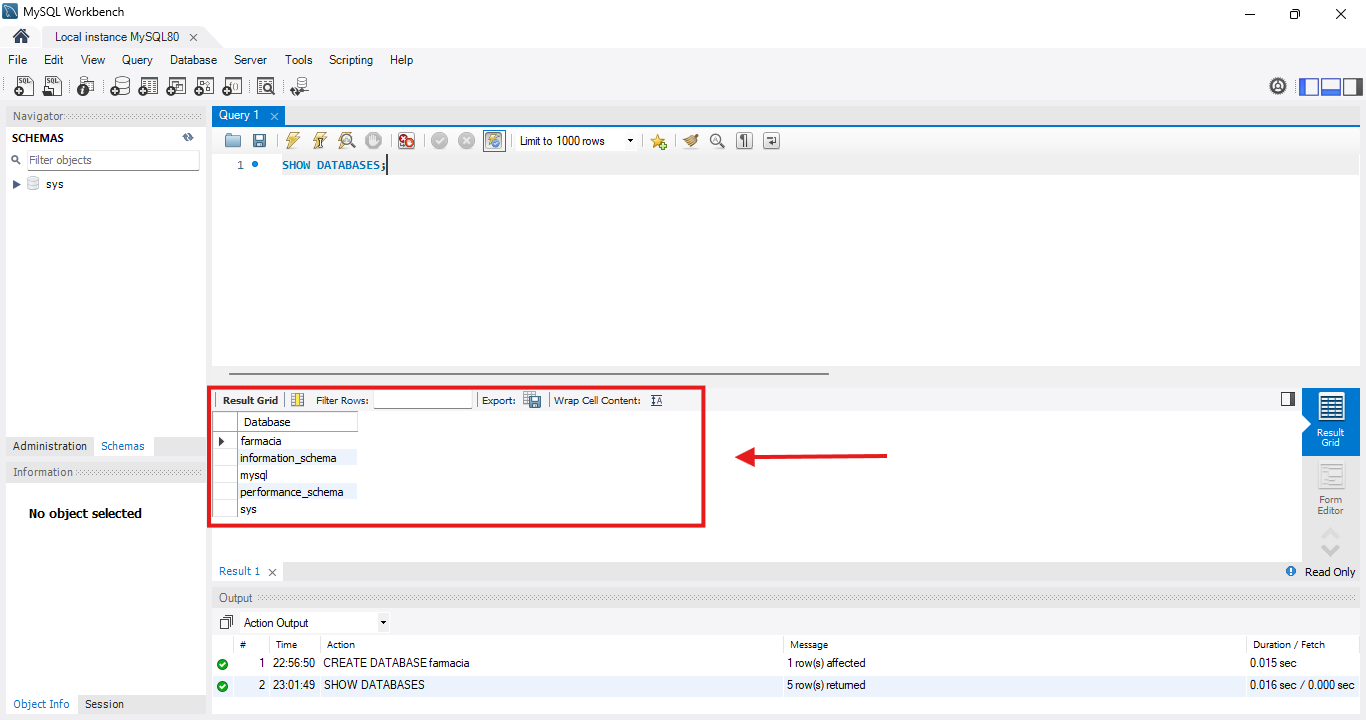 MySQL Workbench
Local instance MySQL80
File Edit View Query Database Server Tools Scripting Help
Navigator
SCHEMAS
Filter objects
sys
Administration Schemas
Information
No object selected
Object Info Session
Query 1
Limit to 1000 rows
1 SHOW DATABASES;
Result Grid Filter Rows: Export: Wrap Cell Content:
Database
farmacia
information_schema
mysql
performance_schema
sys
Result Grid
Form Editor
Result 1
Read Only
Output
Action Output
# Time Action Message Duration / Fetch
1 22:56:50 CREATE DATABASE farmacia 1 row(s) affected 0.015 sec
2 23:01:49 SHOW DATABASES 5 row(s) returned 0.016 sec / 0.000 sec